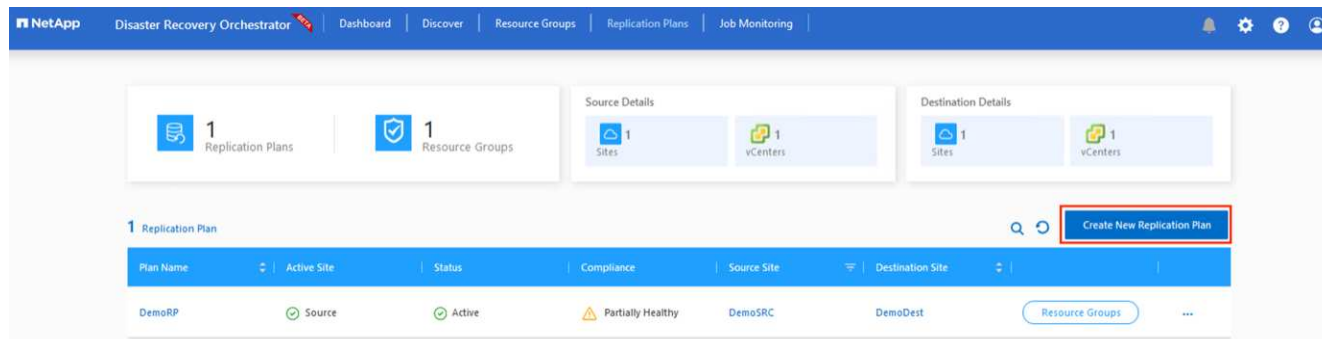 NetApp Disaster Recovery Orchestrator BETA Dashboard Discover Resource Groups Replication Plans Job Monitoring
1 Replication Plans
1 Resource Groups
Source Details
1 Sites
1 vCenters
Destination Details
1 Sites
1 vCenters
1 Replication Plan
Create New Replication Plan
Plan Name Active Site Status Compliance Source Site Destination Site
DemoRP Source Active Partially Healthy DemoSRC DemoDest Resource Groups ...